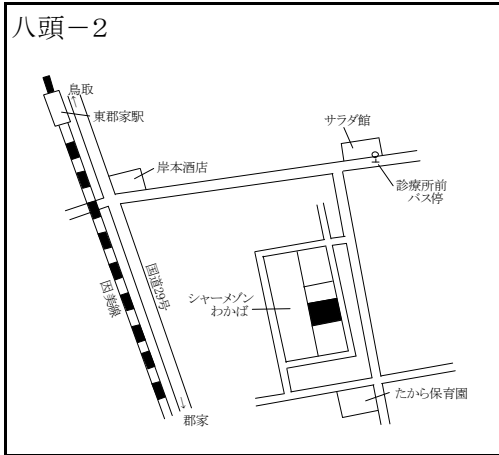 八頭－2
鳥取
東郡家駅
岸本酒店
サラダ館
診療所前
バス停
国道29号
因美線
シャーメゾン
わかば
たから保育園
郡家